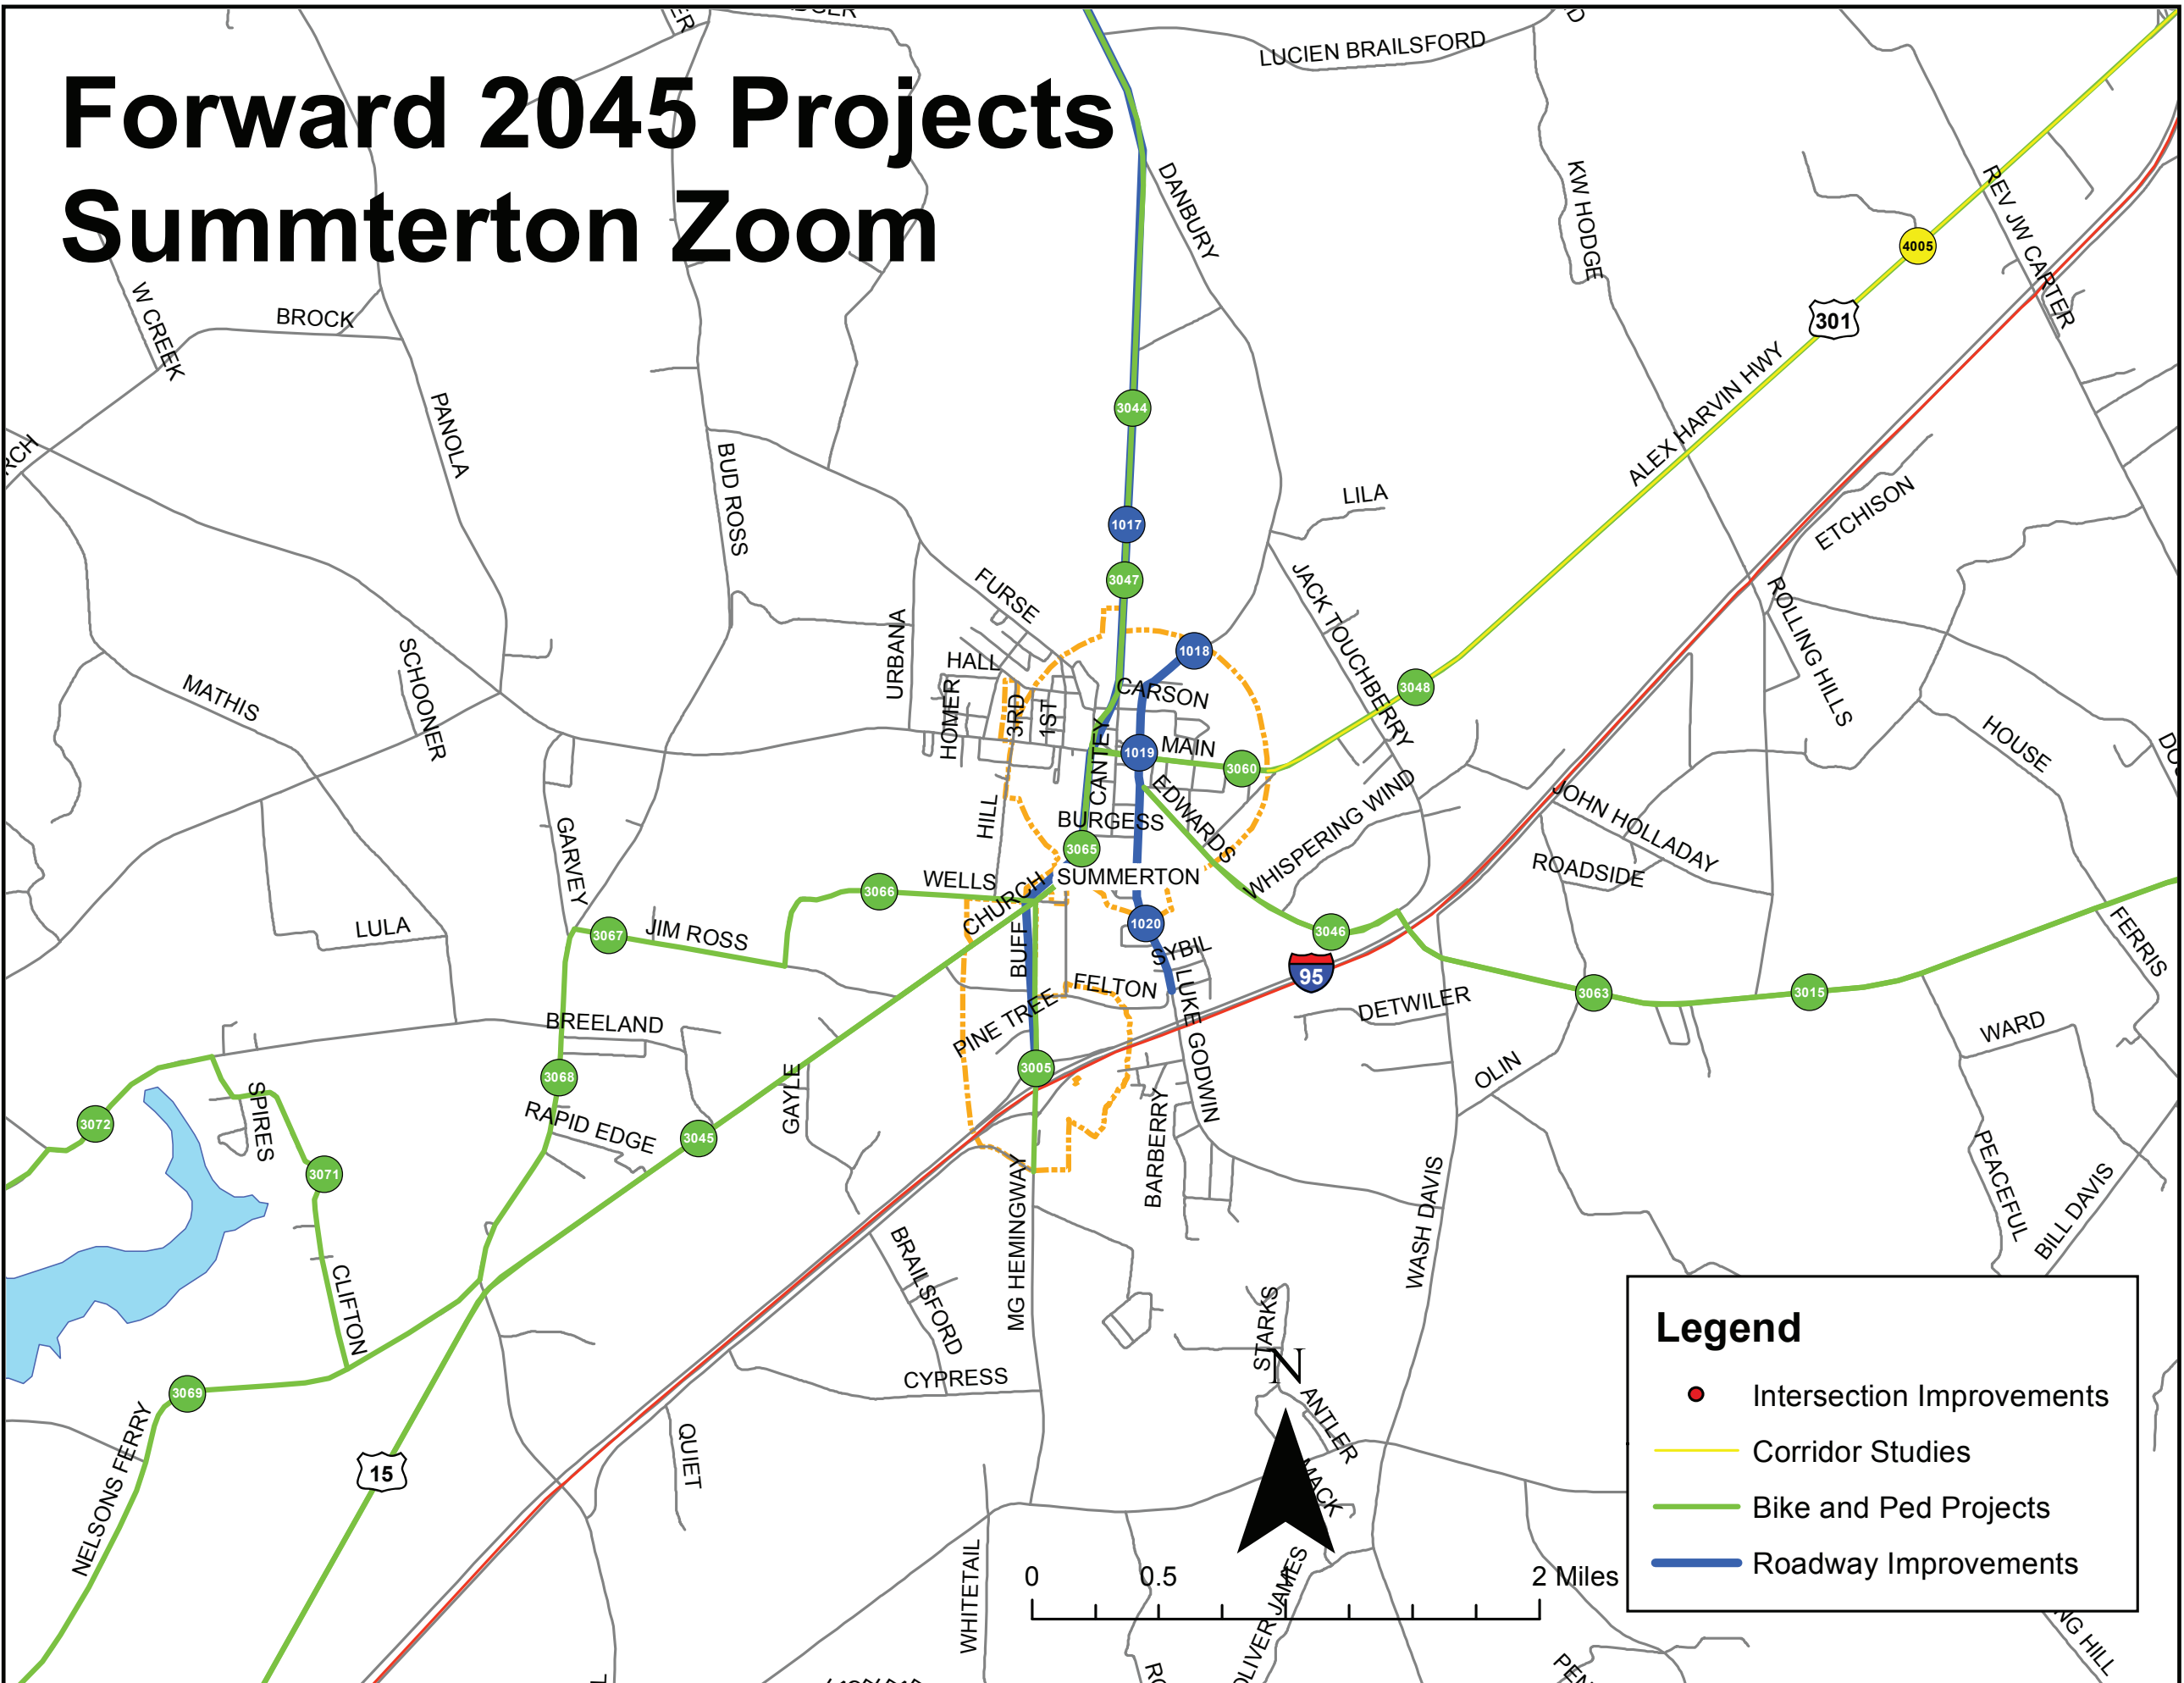 Forward 2045 Projects
Summterton Zoom
LUCIEN BRAILSFORD
DANBURY
KW HODGE
REV JW CARTER
4005
301
W CREEK
BROCK
ALEX HARVIN HWY
PANOLA
3044
BUD ROSS
LILA
ETCHISON
1017
3047
FURSE
JACK TOUCHBERRY
ROLLING HILLS
URBANA
HALL
1018
MATHIS
SCHOONER
HOMER
3RD
1ST
CARSON
3048
CANTEY
1019
MAIN
3060
HOUSE
EDWARDS
WHISPERING WIND
JOHN HOLLADAY
HILL
BURGESS
GARVEY
3065
ROADSIDE
3066
WELLS
CHURCH
SUMMERTON
LULA
3067
JIM ROSS
BUFF
1020
3046
SYBIL
FERRIS
95
FELTON
LUKE GODWIN
DETWILER
3063
3015
PINE TREE
BREELAND
WARD
3005
3068
GAYLE
OLIN
SPIRES
3072
RAPID EDGE
3045
BARBERRY
3071
PEACEFUL
BILL DAVIS
MG HEMINGWAY
WASH DAVIS
BRAILSFORD
CLIFTON
STARKS
N
CYPRESS
3069
ANTLER
NELSONS FERRY
QUIET
15
MACK
WHITETAIL
OLIVER JAMES
0
0.5
2 Miles
Legend
Intersection Improvements
Corridor Studies
Bike and Ped Projects
Roadway Improvements
NG HILL